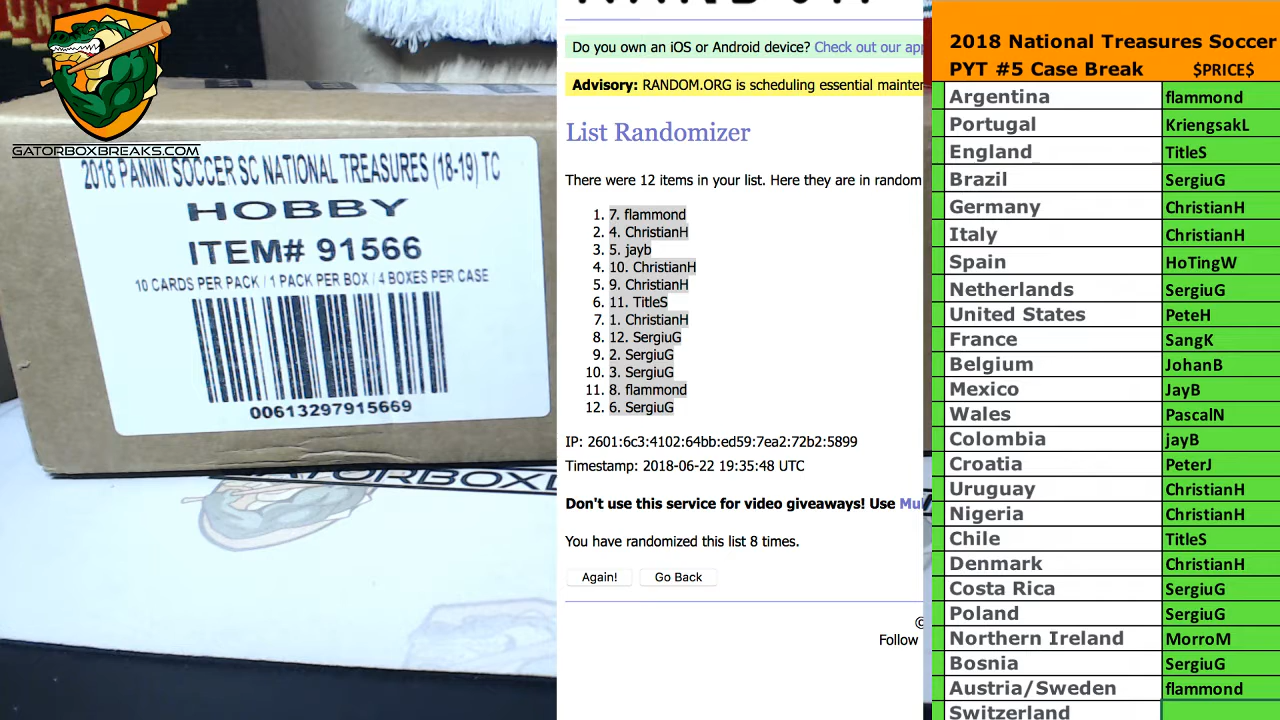 GATORBOXBREAKS.COM
2018 PANINI SOCCER SC NATIONAL TREASURES (18-19) TC
HOBBY
ITEM# 91566
10 CARDS PER PACK / 1 PACK PER BOX / 4 BOXES PER CASE
00613297915669
Do you own an iOS or Android device? Check out our app
Advisory: RANDOM.ORG is scheduling essential mainten
List Randomizer
There were 12 items in your list. Here they are in random
1. 7. flammond
2. 4. ChristianH
3. 5. jayb
4. 10. ChristianH
5. 9. ChristianH
6. 11. TitleS
7. 1. ChristianH
8. 12. SergiuG
9. 2. SergiuG
10. 3. SergiuG
11. 8. flammond
12. 6. SergiuG
IP: 2601:6c3:4102:64bb:ed59:7ea2:72b2:5899
Timestamp: 2018-06-22 19:35:48 UTC
Don't use this service for video giveaways! Use Mul
You have randomized this list 8 times.
Again! Go Back
©
Follow
2018 National Treasures Soccer
PYT #5 Case Break $PRICE$
Argentina flammond
Portugal KriengsakL
England TitleS
Brazil SergiuG
Germany ChristianH
Italy ChristianH
Spain HoTingW
Netherlands SergiuG
United States PeteH
France SangK
Belgium JohanB
Mexico JayB
Wales PascalN
Colombia jayB
Croatia PeterJ
Uruguay ChristianH
Nigeria ChristianH
Chile TitleS
Denmark ChristianH
Costa Rica SergiuG
Poland SergiuG
Northern Ireland MorroM
Bosnia SergiuG
Austria/Sweden flammond
Switzerland